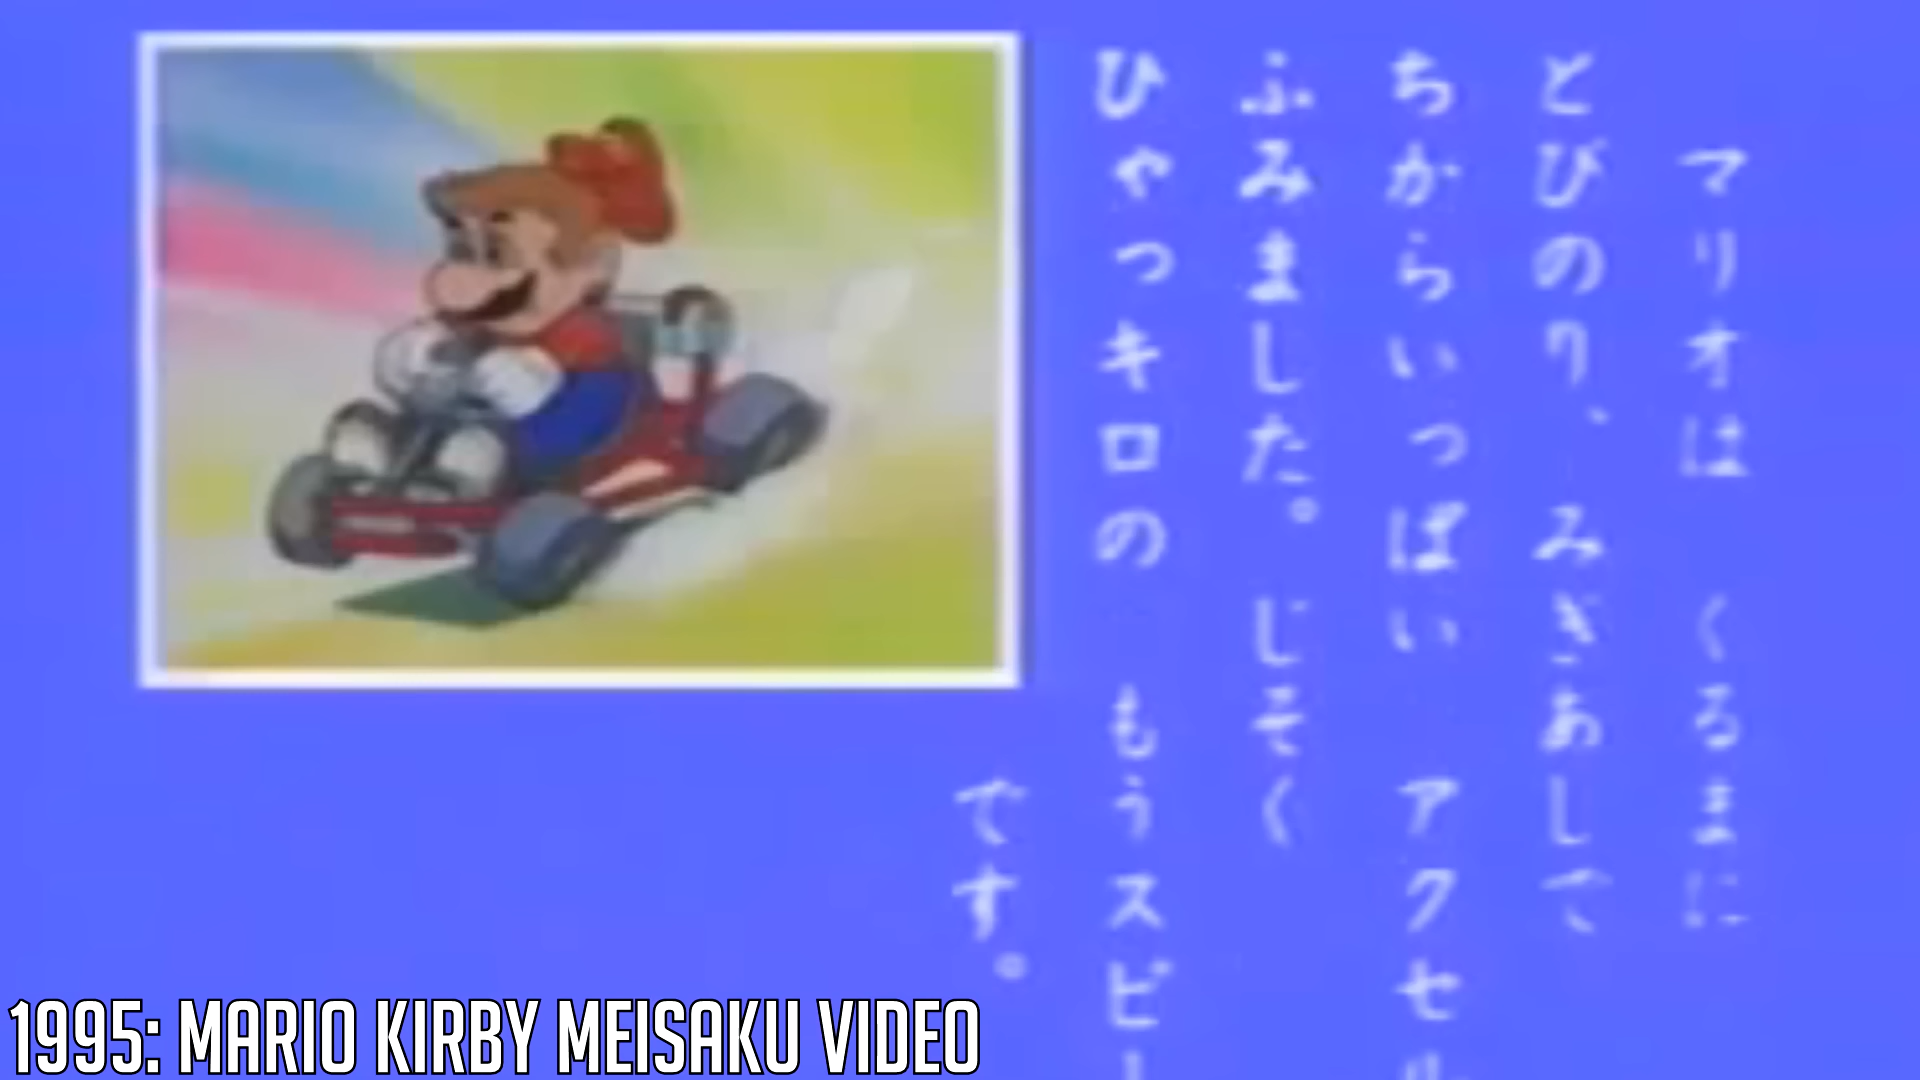 マリオは くるまに
とびのり、 みぎあしで
ちからいっぱい アクセル
ふみました。 じそく
ひゃっキロの もうスピー
です。
1995: MARIO KIRBY MEISAKU VIDEO